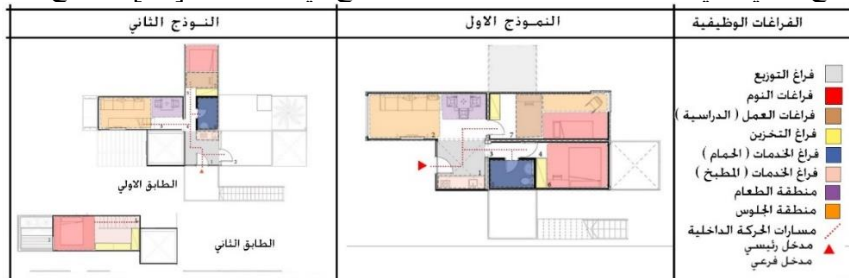 الفراغات الوظيفية
النموذج الاول
النوذج الثاني
فراغ التوزيع
فراغات النوم
فراغات العمل ( الدراسية )
فراغ التخزين
فراغ الخدمات ( الحمام )
فراغ الخدمات ( المطبخ )
منطقة الطعام
منطقة الجلوس
مسارات الحركة الداخلية
مدخل رئيسي
مدخل فرعي
الطابق الاولي
الطابق الثاني